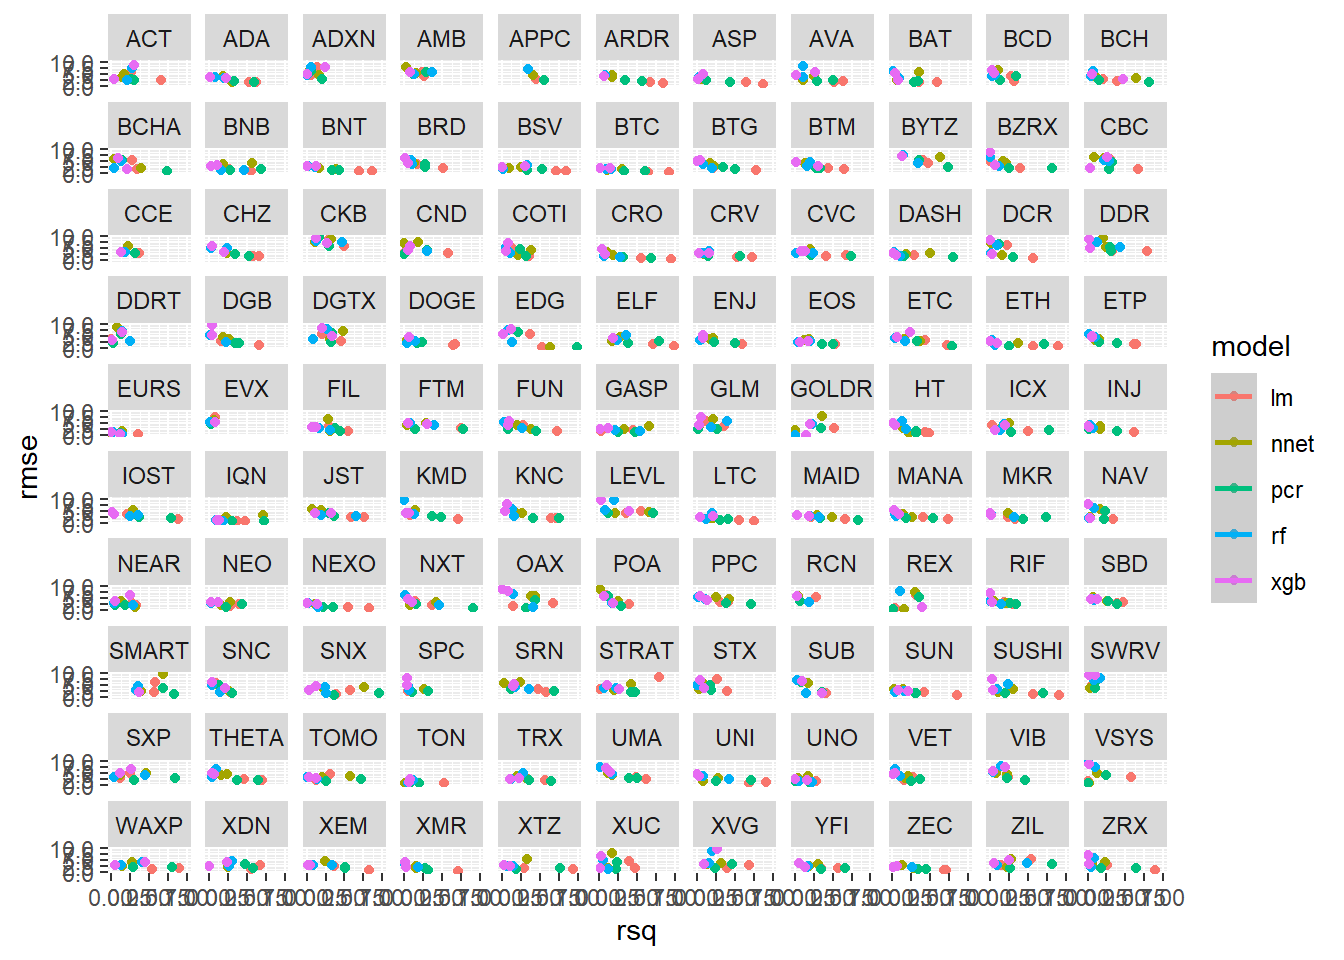 ACT ADA ADXN AMB APPC ARDR ASP AVA BAT BCD BCH
BCHA BNB BNT BRD BSV BTC BTG BTM BYTZ BZRX CBC
CCE CHZ CKB CND COTI CRO CRV CVC DASH DCR DDR
DDRT DGB DGTX DOGE EDG ELF ENJ EOS ETC ETH ETP
EURS EVX FIL FTM FUN GASP GLM GOLDR HT ICX INJ
IOST IQN JST KMD KNC LEVL LTC MAID MANA MKR NAV
NEAR NEO NEXO NXT OAX POA PPC RCN REX RIF SBD
SMART SNC SNX SPC SRN STRAT STX SUB SUN SUSHI SWRV
SXP THETA TOMO TON TRX UMA UNI UNO VET VIB VSYS
WAXP XDN XEM XMR XTZ XUC XVG YFI ZEC ZIL ZRX
rsq
rmse
model
lm
nnet
pcr
rf
xgb